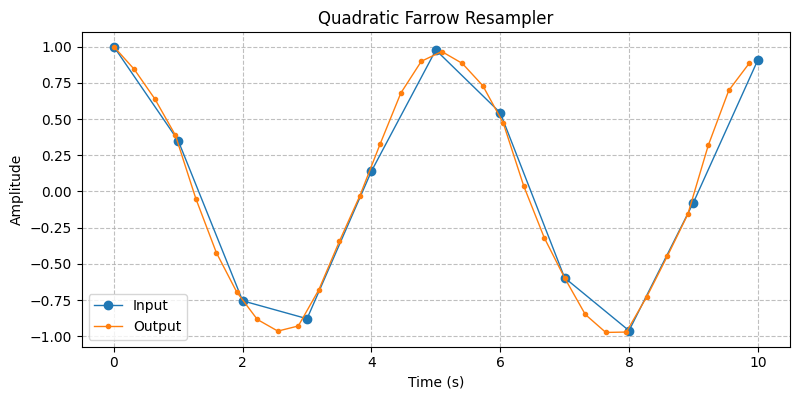 Quadratic Farrow Resampler
Amplitude
1.00
0.75
0.50
0.25
0.00
−0.25
−0.50
−0.75
−1.00
Input
Output
0 2 4 6 8 10
Time (s)